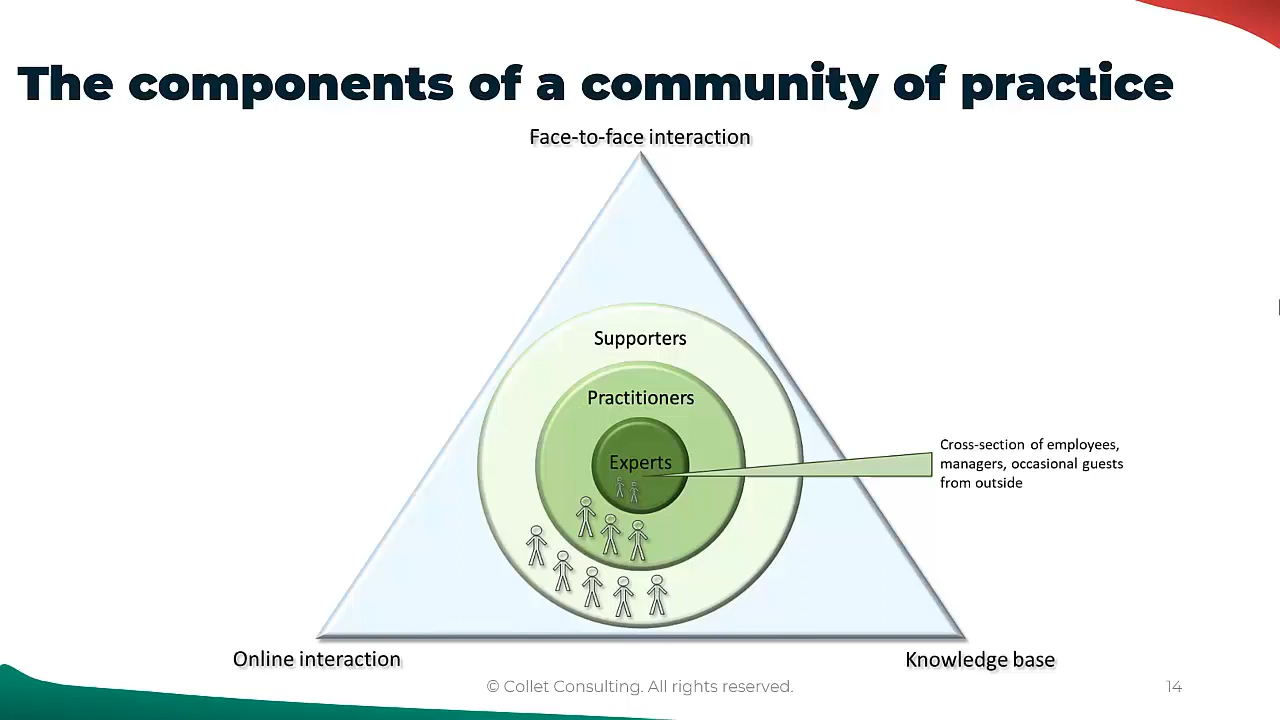 The components of a community of practice
Face-to-face interaction
Supporters
Practitioners
Experts
Cross-section of employees,
managers, occasional guests
from outside
Online interaction
Knowledge base
© Collet Consulting. All rights reserved.
14